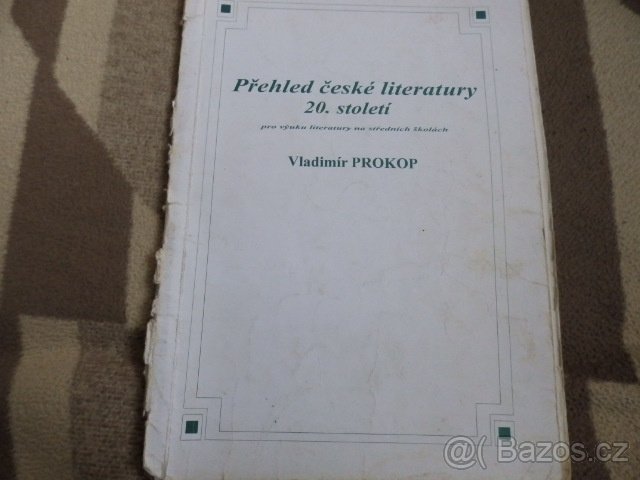 Přehled české literatury
20. století
pro výuku literatury na středních školách
Vladimír PROKOP
@( Bazos.cz